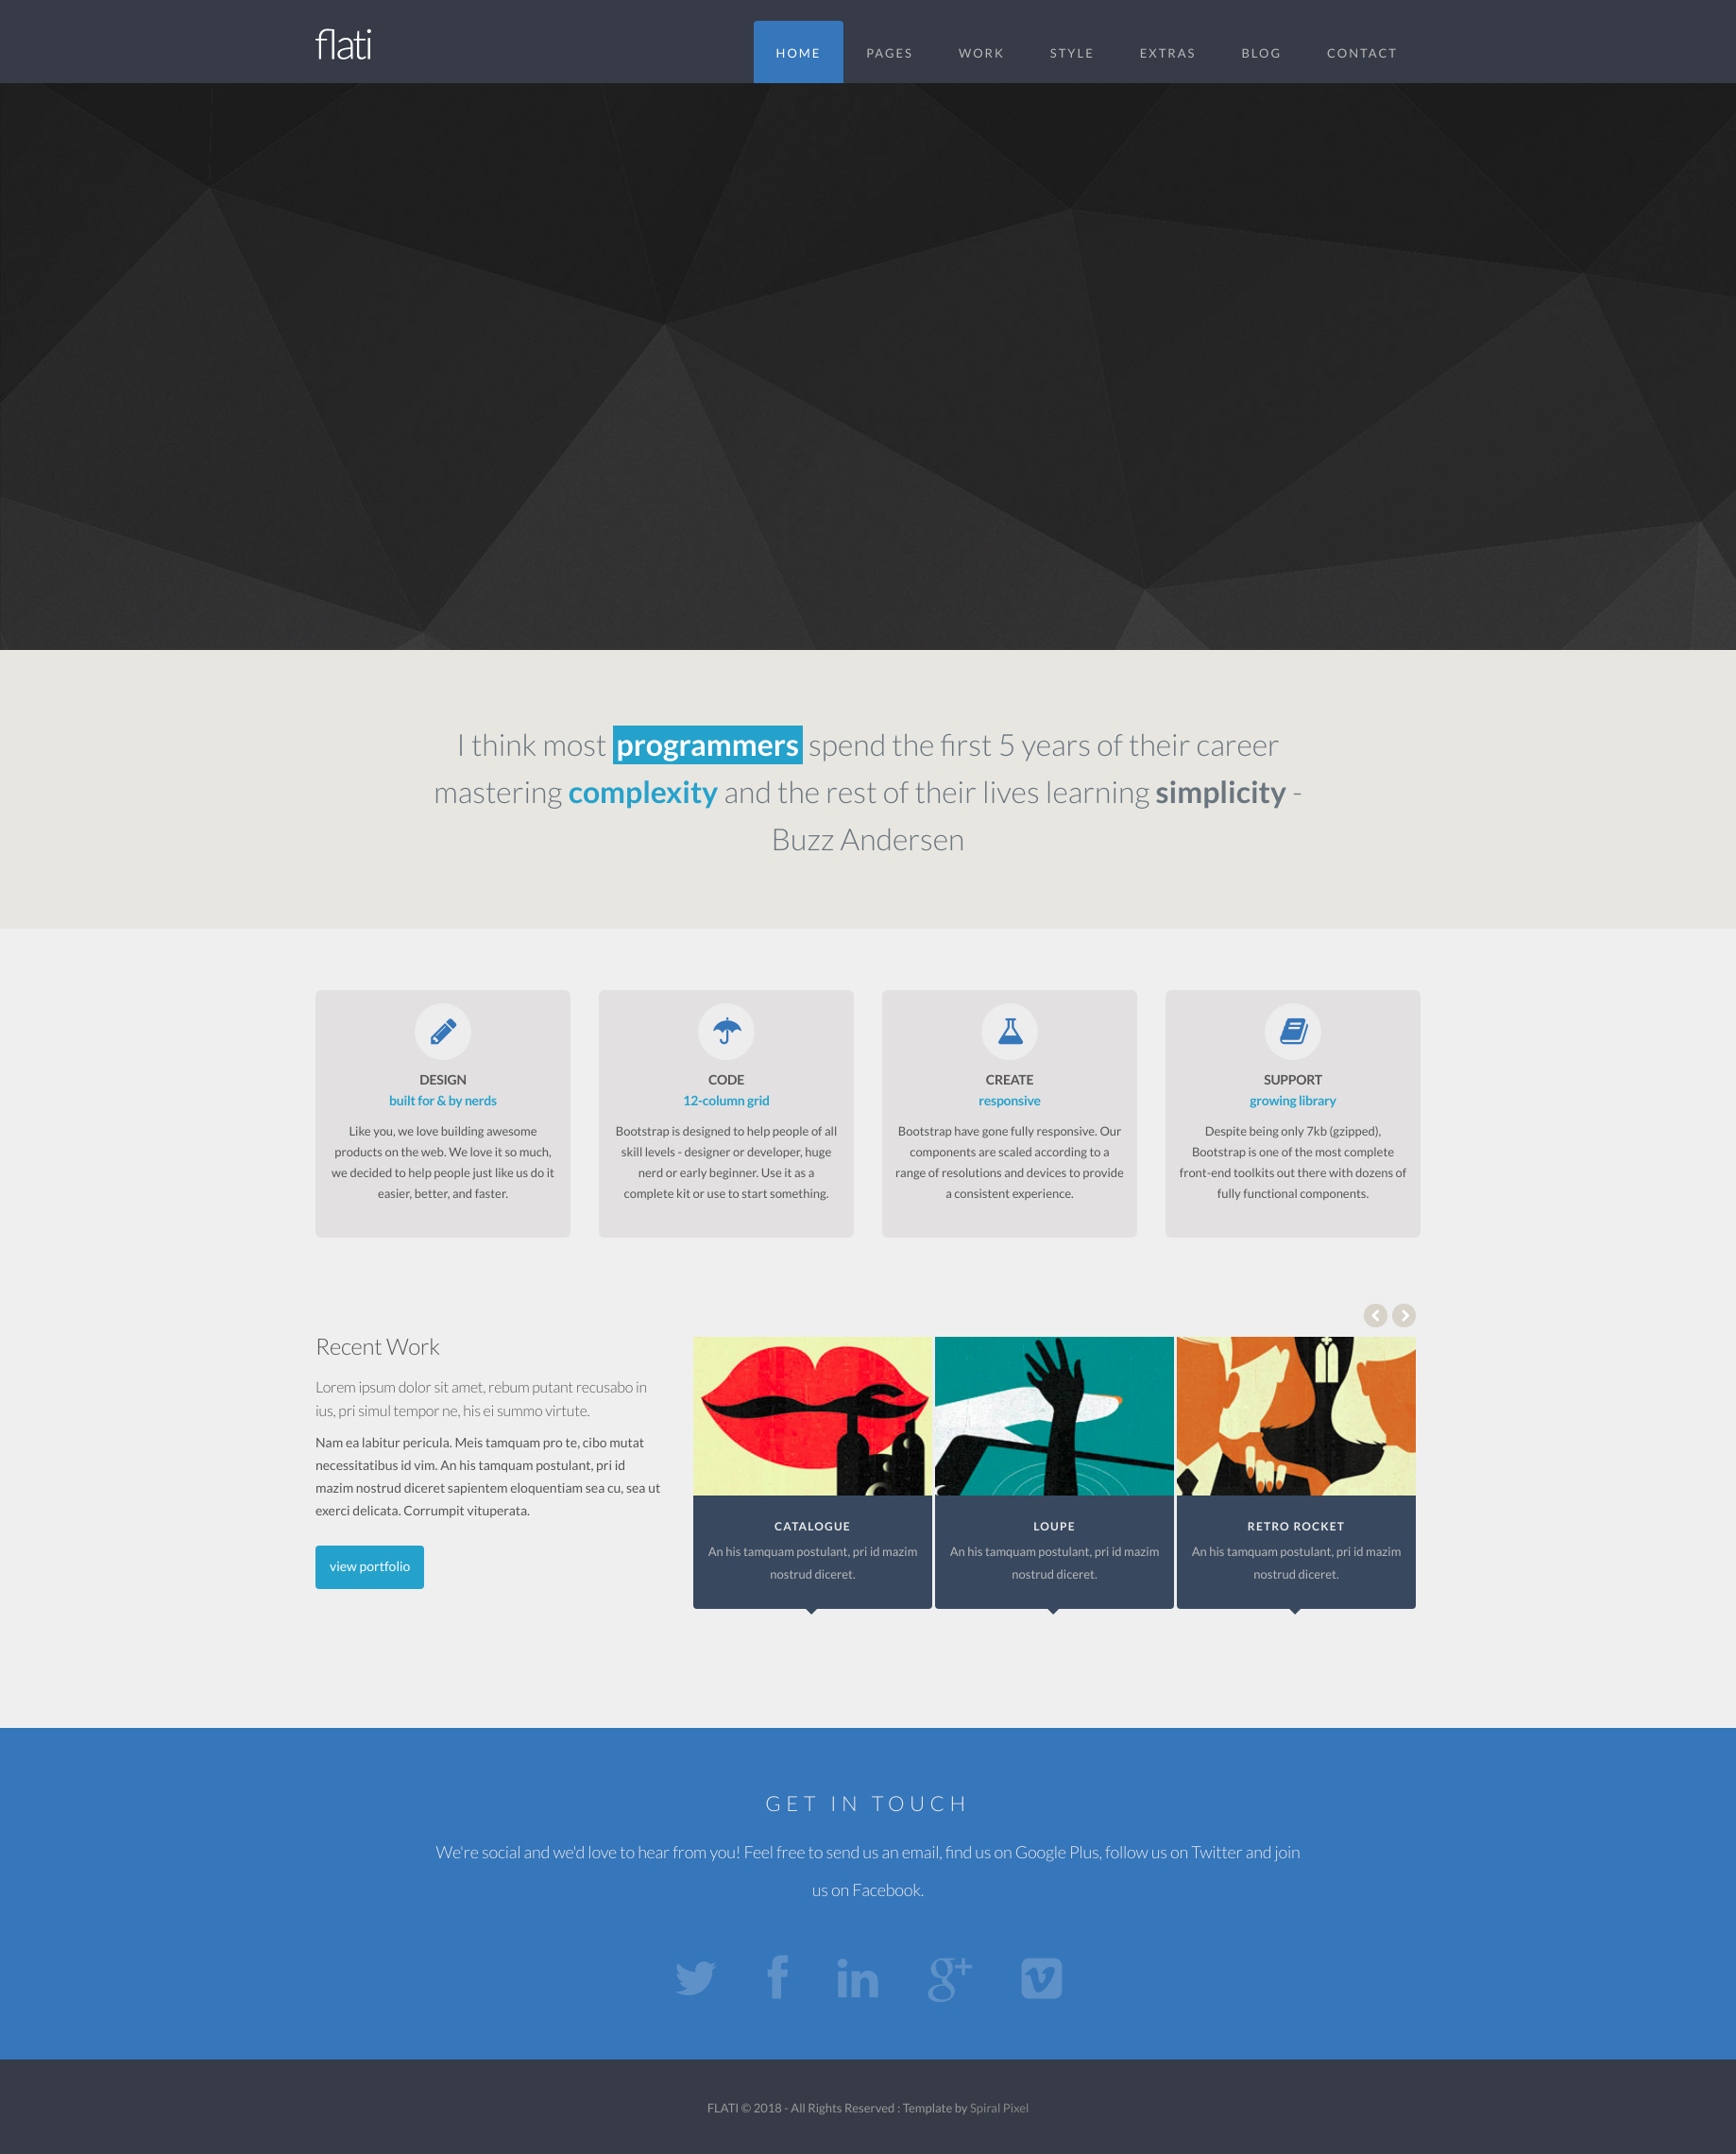 flati
HOME PAGES WORK STYLE EXTRAS BLOG CONTACT
I think most programmers spend the first 5 years of their career
mastering complexity and the rest of their lives learning simplicity -
Buzz Andersen
DESIGN
built for & by nerds
Like you, we love building awesome
products on the web. We love it so much,
we decided to help people just like us do it
easier, better, and faster.
CODE
12-column grid
Bootstrap is designed to help people of all
skill levels - designer or developer, huge
nerd or early beginner. Use it as a
complete kit or use to start something.
CREATE
responsive
Bootstrap have gone fully responsive. Our
components are scaled according to a
range of resolutions and devices to provide
a consistent experience.
SUPPORT
growing library
Despite being only 7kb (gzipped),
Bootstrap is one of the most complete
front-end toolkits out there with dozens of
fully functional components.
Recent Work
Lorem ipsum dolor sit amet, rebum putant recusabo in
ius, pri simul tempor ne, his ei summo virtute.
Nam ea labitur pericula. Meis tamquam pro te, cibo mutat
necessitatibus id vim. An his tamquam postulant, pri id
mazim nostrud diceret sapientem eloquentiam sea cu, sea ut
exerci delicata. Corrumpit vituperata.
view portfolio
CATALOGUE
An his tamquam postulant, pri id mazim
nostrud diceret.
LOUPE
An his tamquam postulant, pri id mazim
nostrud diceret.
RETRO ROCKET
An his tamquam postulant, pri id mazim
nostrud diceret.
GET IN TOUCH
We're social and we'd love to hear from you! Feel free to send us an email, find us on Google Plus, follow us on Twitter and join
us on Facebook.
FLATI © 2018 - All Rights Reserved : Template by Spiral Pixel